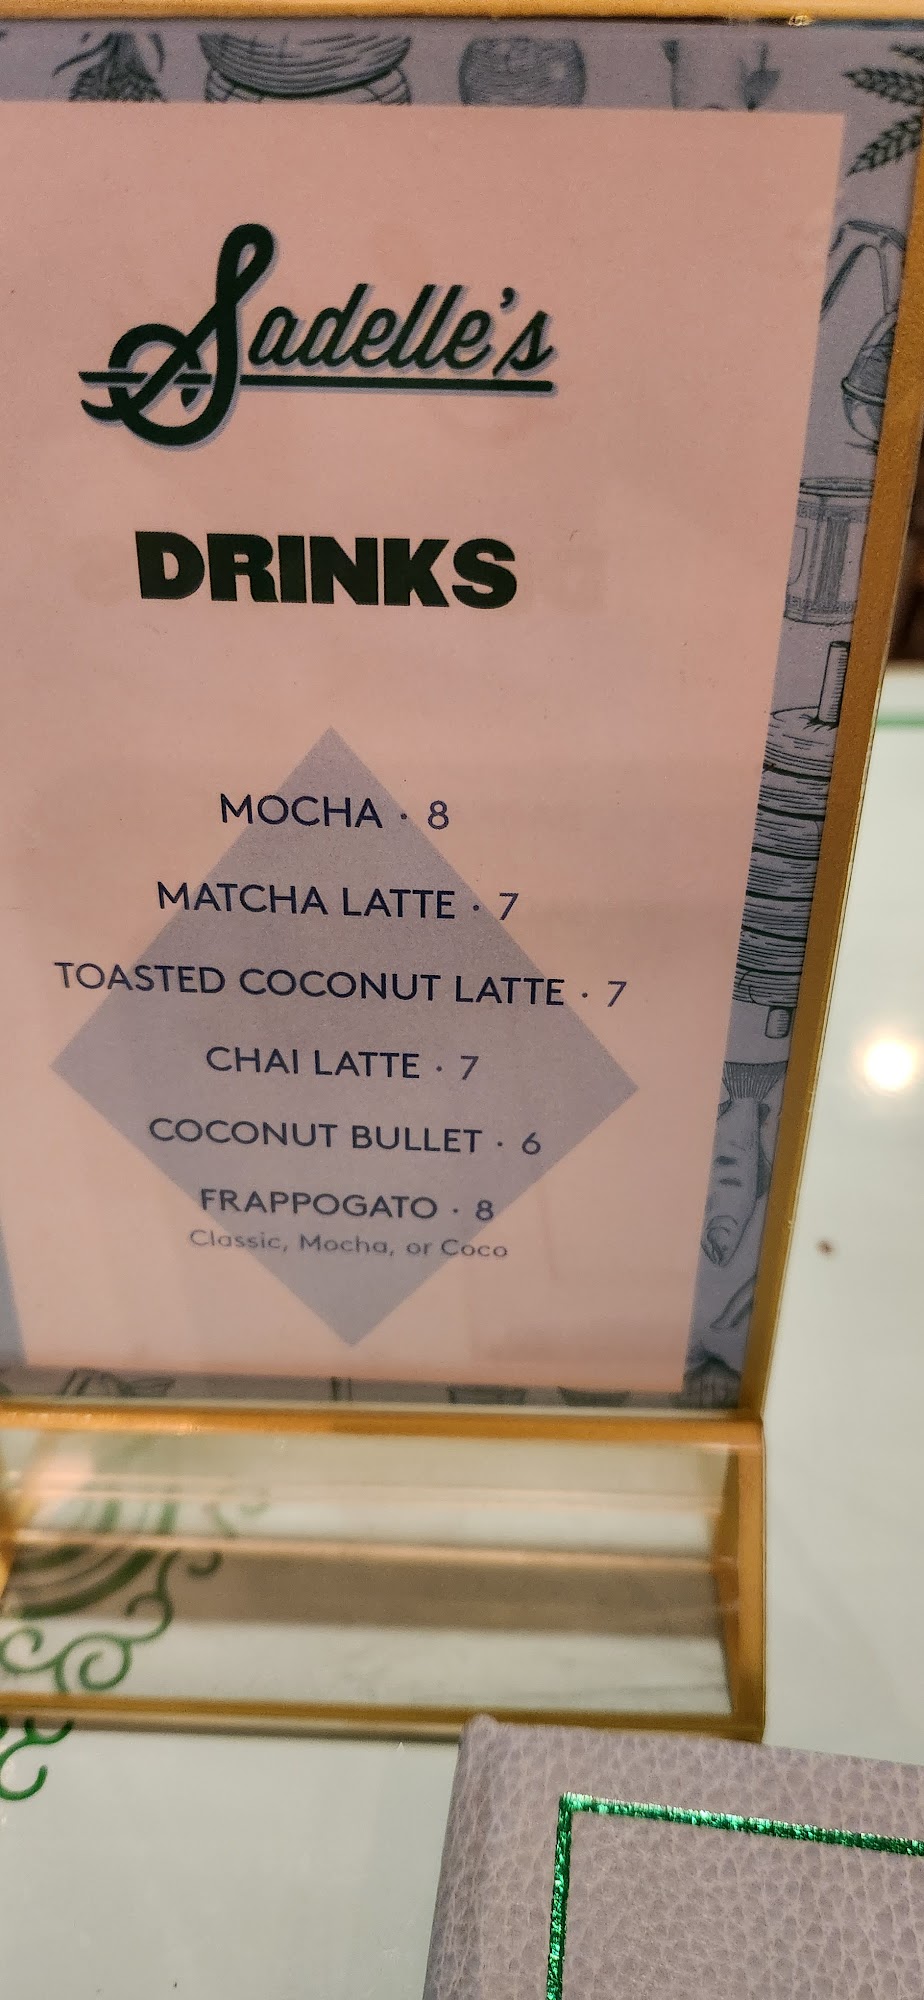 Sadelle's
DRINKS
MOCHA · 8
MATCHA LATTE · 7
TOASTED COCONUT LATTE · 7
CHAI LATTE · 7
COCONUT BULLET · 6
FRAPPOGATO · 8
Classic, Mocha, or Coco